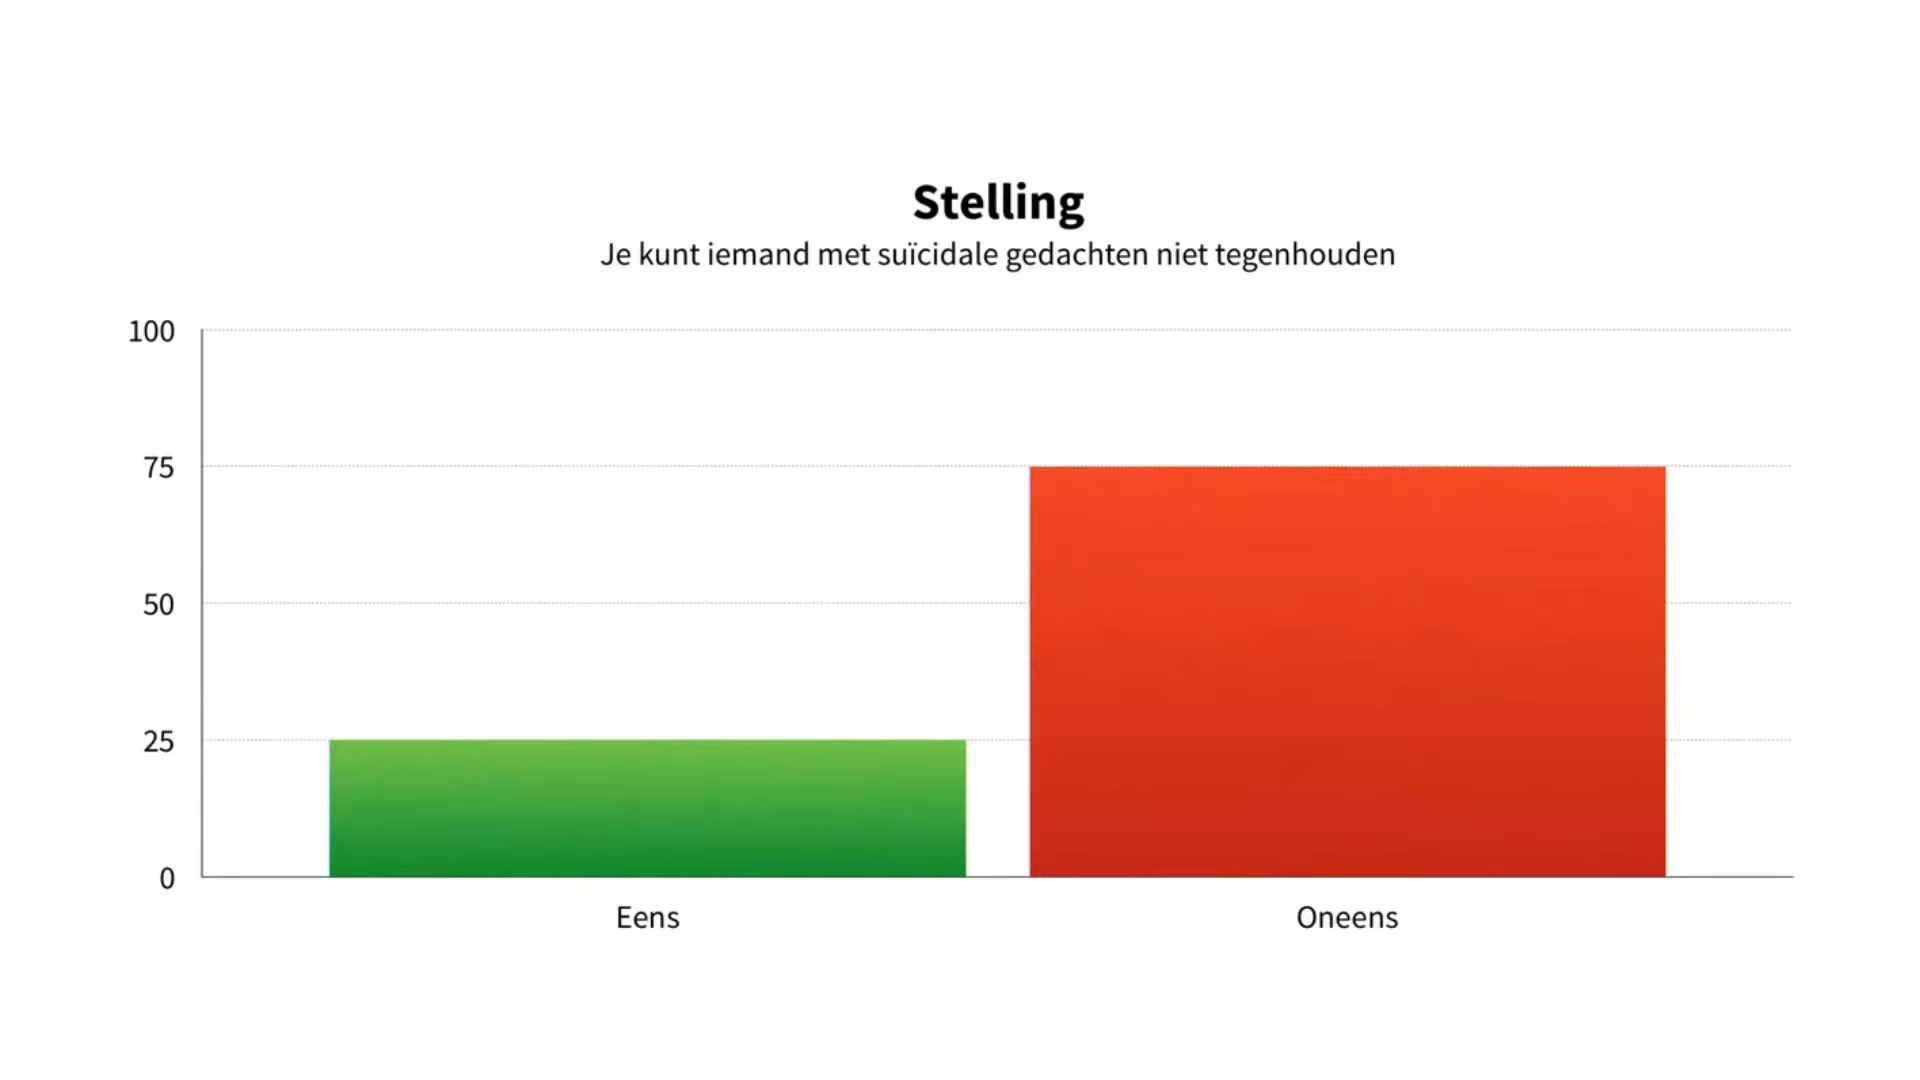 Stelling
Je kunt iemand met suïcidale gedachten niet tegenhouden
100
75
50
25
0
Eens
Oneens